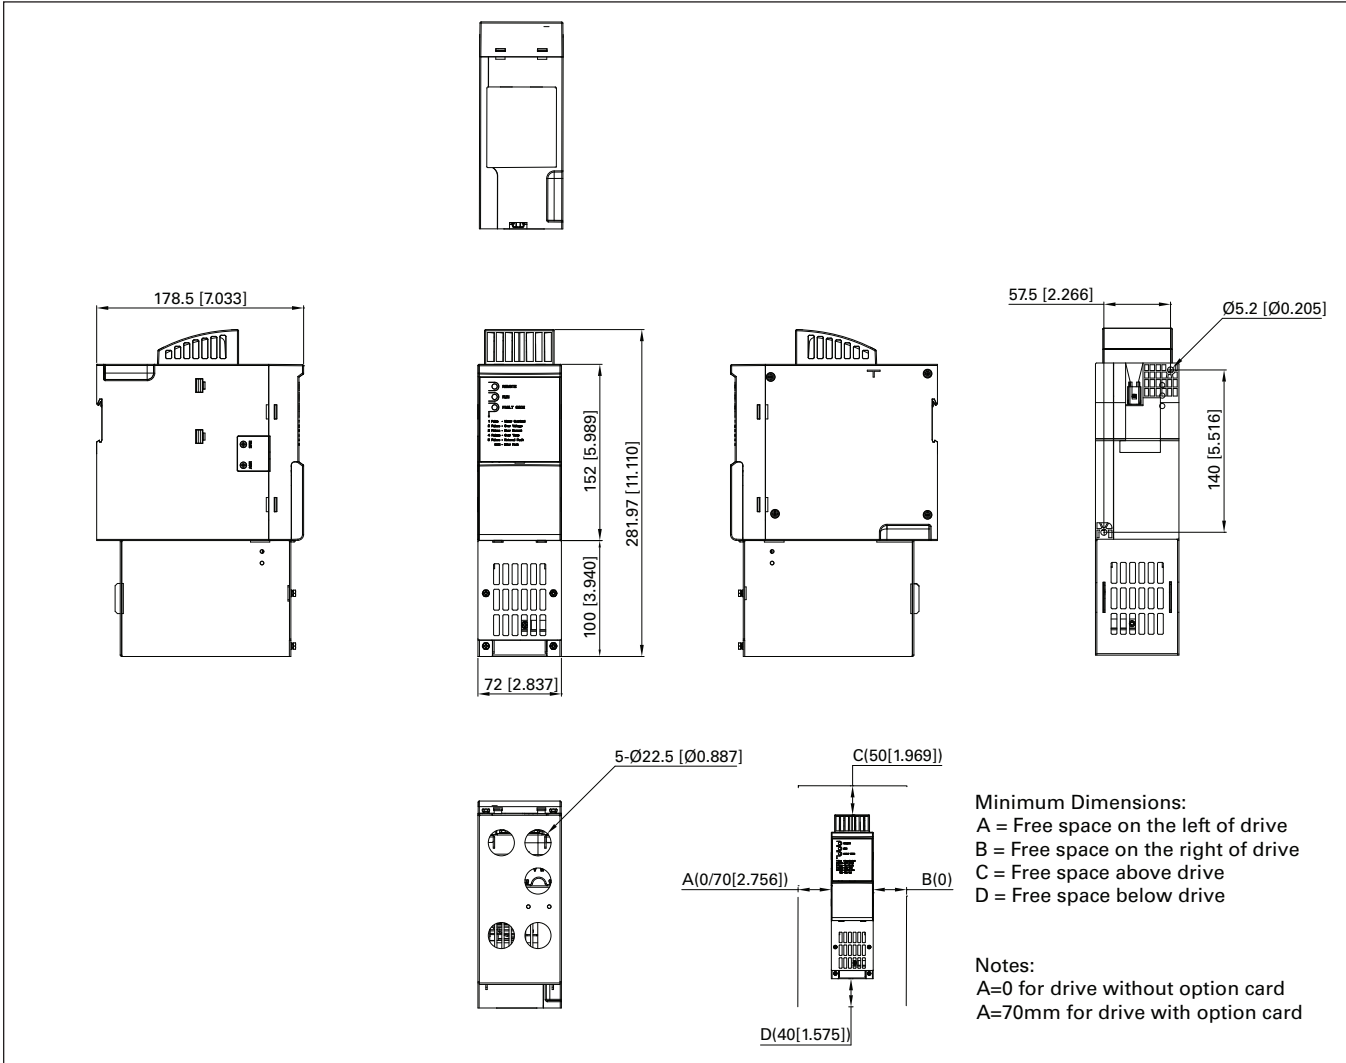 178.5 [7.033]
57.5 [2.266]
Ø5.2 [Ø0.205]
REMOTE
RUN
FAULT CODE
152 [5.989]
281.97 [11.110]
140 [5.516]
100 [3.940]
72 [2.837]
5-Ø22.5 [Ø0.887]
C(50[1.969])
Minimum Dimensions:
A = Free space on the left of drive
B = Free space on the right of drive
A(0/70[2.756])
B(0)
C = Free space above drive
D = Free space below drive
Notes:
A=0 for drive without option card
A=70mm for drive with option card
D(40[1.575])